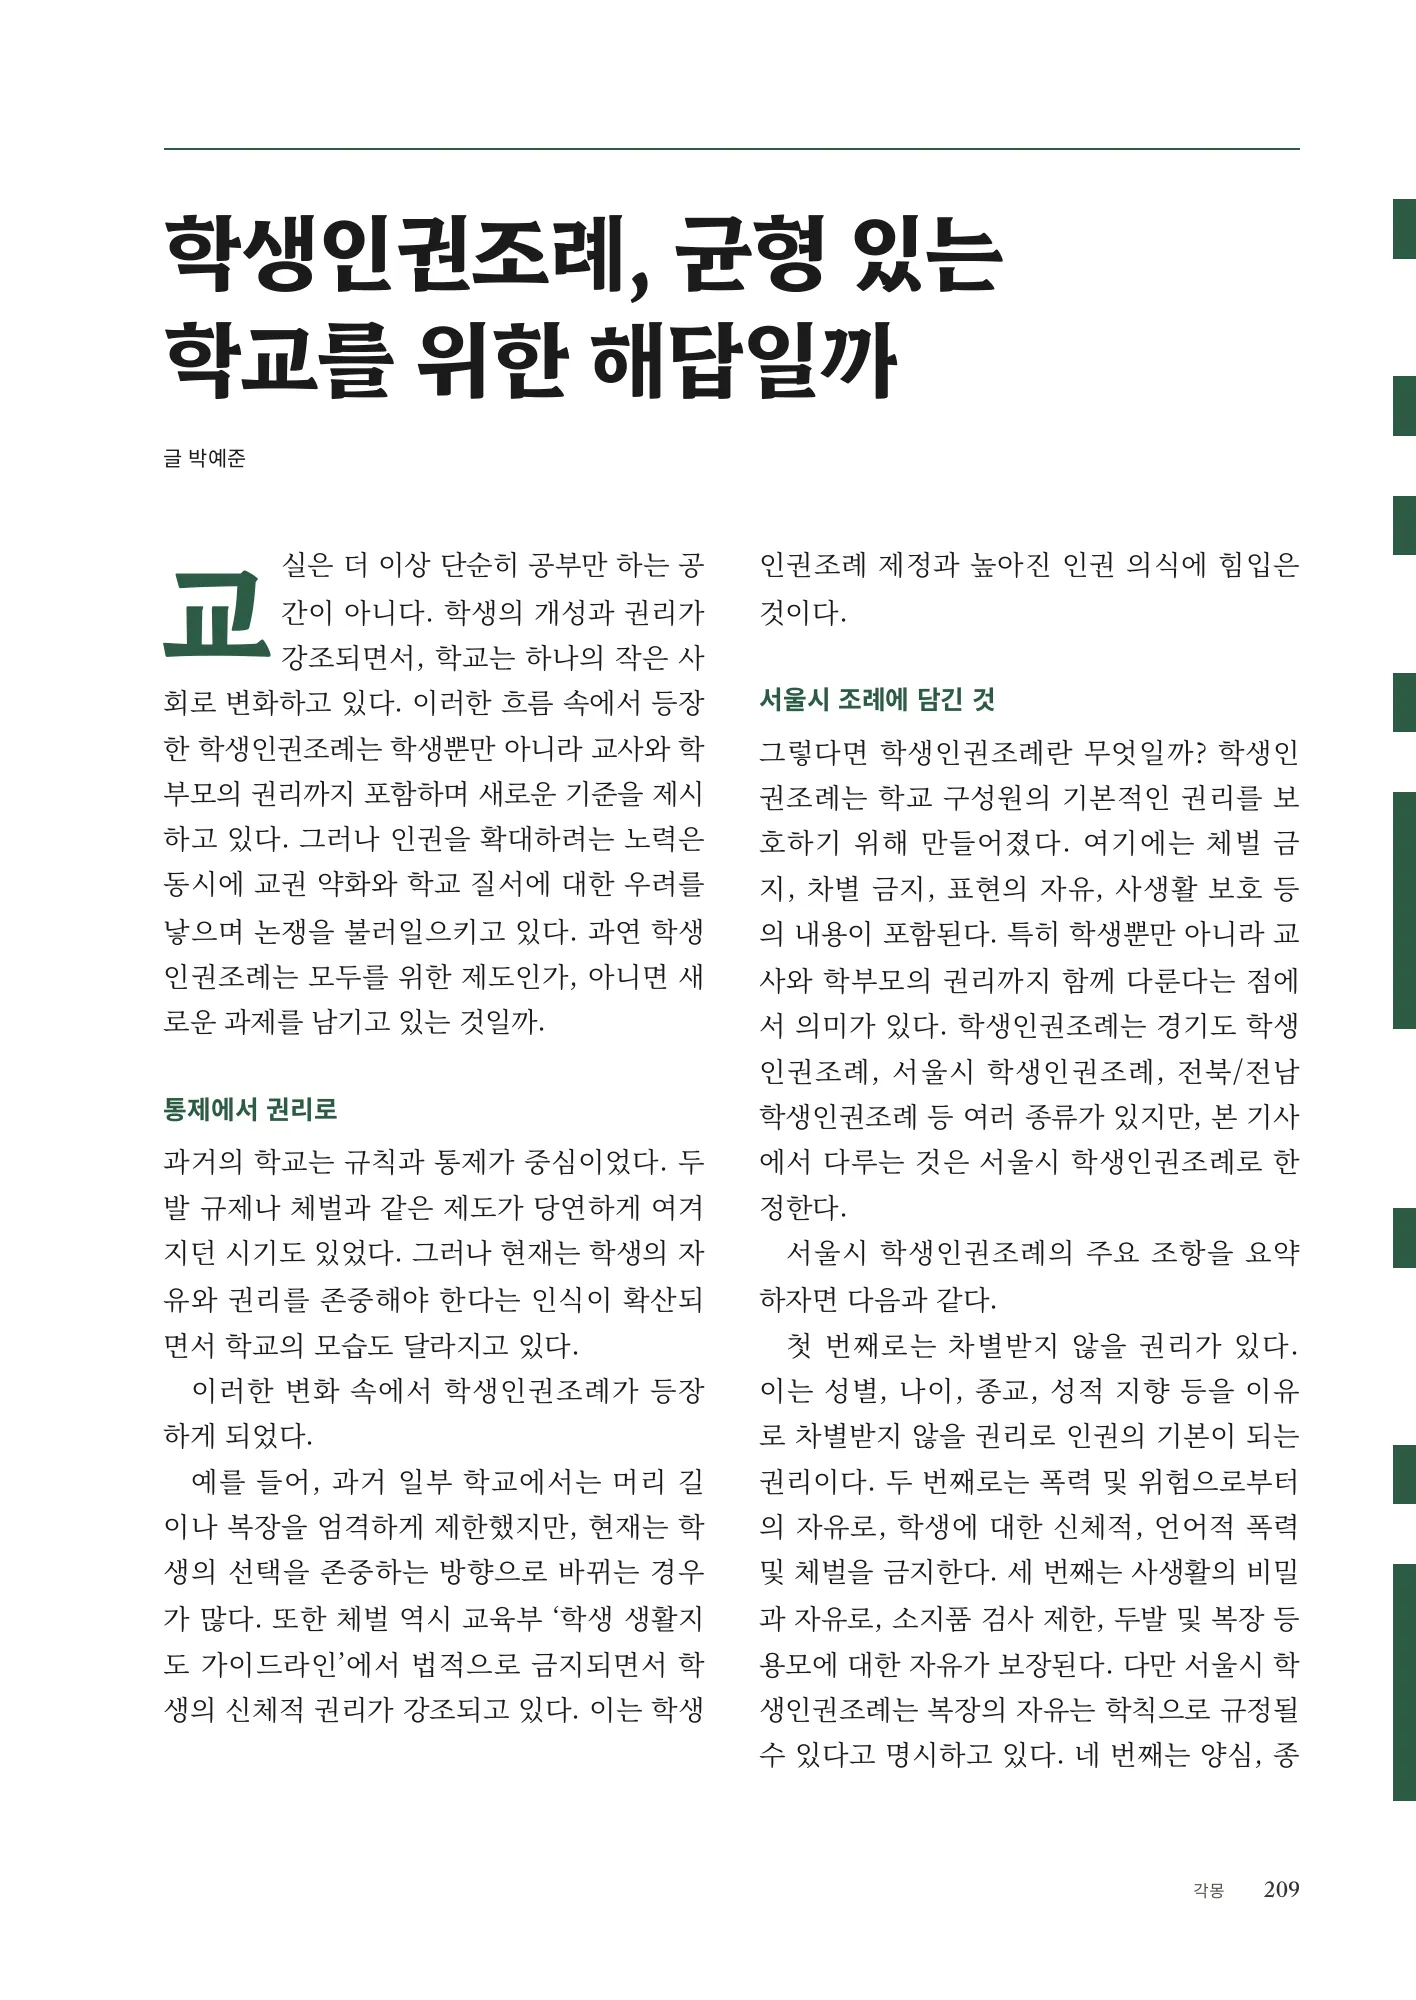 학생인권조례, 균형 있는
학교를 위한 해답일까
글 박예준
교실은 더 이상 단순히 공부만 하는 공
간이 아니다. 학생의 개성과 권리가
강조되면서, 학교는 하나의 작은 사
회로 변화하고 있다. 이러한 흐름 속에서 등장
한 학생인권조례는 학생뿐만 아니라 교사와 학
부모의 권리까지 포함하며 새로운 기준을 제시
하고 있다. 그러나 인권을 확대하려는 노력은
동시에 교권 약화와 학교 질서에 대한 우려를
낳으며 논쟁을 불러일으키고 있다. 과연 학생
인권조례는 모두를 위한 제도인가, 아니면 새
로운 과제를 남기고 있는 것일까.
통제에서 권리로
과거의 학교는 규칙과 통제가 중심이었다. 두
발 규제나 체벌과 같은 제도가 당연하게 여겨
지던 시기도 있었다. 그러나 현재는 학생의 자
유와 권리를 존중해야 한다는 인식이 확산되
면서 학교의 모습도 달라지고 있다.
이러한 변화 속에서 학생인권조례가 등장
하게 되었다.
예를 들어, 과거 일부 학교에서는 머리 길
이나 복장을 엄격하게 제한했지만, 현재는 학
생의 선택을 존중하는 방향으로 바뀌는 경우
가 많다. 또한 체벌 역시 교육부 ‘학생 생활지
도 가이드라인’에서 법적으로 금지되면서 학
생의 신체적 권리가 강조되고 있다. 이는 학생
인권조례 제정과 높아진 인권 의식에 힘입은
것이다.
서울시 조례에 담긴 것
그렇다면 학생인권조례란 무엇일까? 학생인
권조례는 학교 구성원의 기본적인 권리를 보
호하기 위해 만들어졌다. 여기에는 체벌 금
지, 차별 금지, 표현의 자유, 사생활 보호 등
의 내용이 포함된다. 특히 학생뿐만 아니라 교
사와 학부모의 권리까지 함께 다룬다는 점에
서 의미가 있다. 학생인권조례는 경기도 학생
인권조례, 서울시 학생인권조례, 전북/전남
학생인권조례 등 여러 종류가 있지만, 본 기사
에서 다루는 것은 서울시 학생인권조례로 한
정한다.
서울시 학생인권조례의 주요 조항을 요약
하자면 다음과 같다.
첫 번째로는 차별받지 않을 권리가 있다.
이는 성별, 나이, 종교, 성적 지향 등을 이유
로 차별받지 않을 권리로 인권의 기본이 되는
권리이다. 두 번째로는 폭력 및 위험으로부터
의 자유로, 학생에 대한 신체적, 언어적 폭력
및 체벌을 금지한다. 세 번째는 사생활의 비밀
과 자유로, 소지품 검사 제한, 두발 및 복장 등
용모에 대한 자유가 보장된다. 다만 서울시 학
생인권조례는 복장의 자유는 학칙으로 규정될
수 있다고 명시하고 있다. 네 번째는 양심, 종
각몽 209